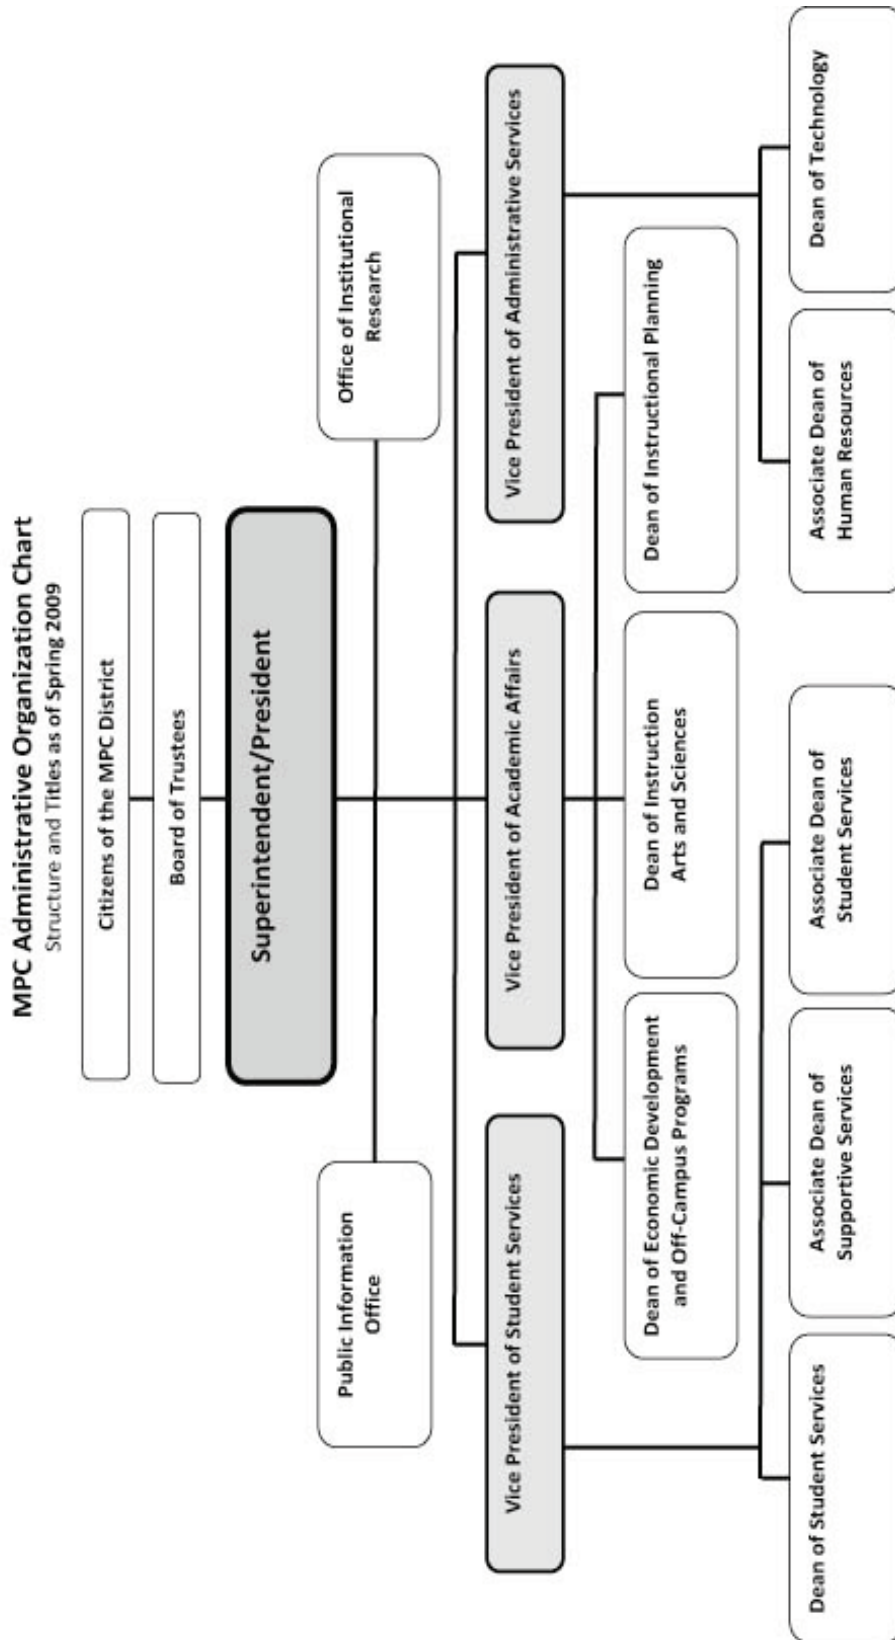 MPC Administrative Organization Chart
Structure and Titles as of Spring 2009
Citizens of the MPC District
Board of Trustees
Superintendent/President
Public Information
Office
Office of Institutional
Research
Vice President of Student Services
Vice President of Academic Affairs
Vice President of Administrative Services
Dean of Economic Development
and Off-Campus Programs
Dean of Instruction
Arts and Sciences
Dean of Instructional Planning
Dean of Student Services
Associate Dean of
Supportive Services
Associate Dean of
Student Services
Associate Dean of
Human Resources
Dean of Technology